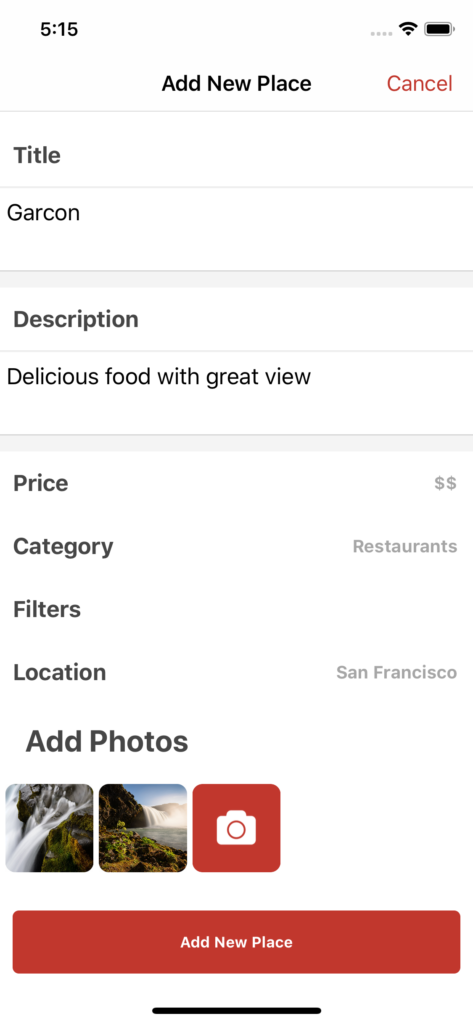 5:15
Add New Place
Cancel
Title
Garcon
Description
Delicious food with great view
Price
$$
Category
Restaurants
Filters
Location
San Francisco
Add Photos
Add New Place